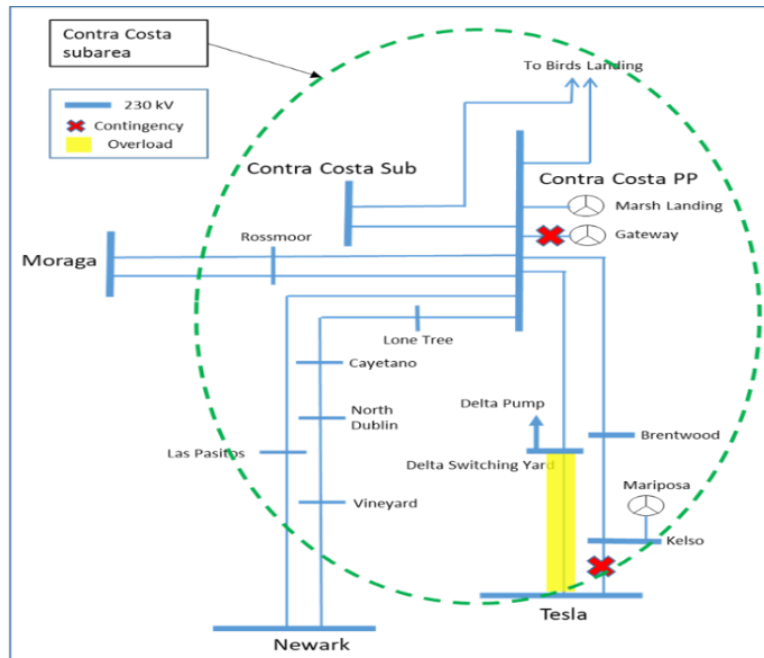 Contra Costa
subarea
To Birds Landing
230 kV
Contingency
Overload
Contra Costa Sub
Contra Costa PP
Marsh Landing
Rossmoor
Gateway
Moraga
Lone Tree
Cayetano
Delta Pump
North
Dublin
Brentwood
Las Pasitos
Delta Switching Yard
Mariposa
Vineyard
Kelso
Tesla
Newark